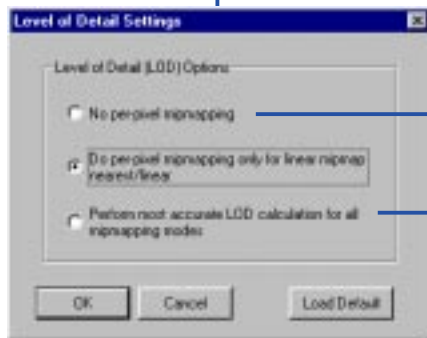 Level of Detail Settings
Level of Detail (LOD) Options
No per-pixel mipmapping
Do per-pixel mipmapping only for linear mipmap
nearest/linear
Perform most accurate LOD calculation for all
mipmapping modes
OK
Cancel
Load Default